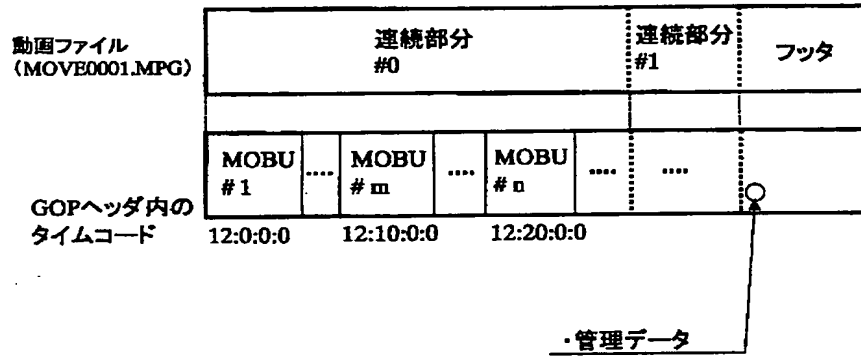 動画ファイル
（MOVE0001.MPG）
連続部分
#0
連続部分
#1
フッタ
MOBU
#1
....
MOBU
#m
....
MOBU
#n
....
....
GOPヘッダ内の
タイムコード
12:0:0:0
12:10:0:0
12:20:0:0
・管理データ